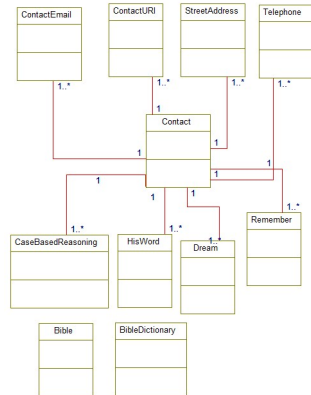 ContactEmail
ContactURI
StreetAddress
Telephone
1..*
1..*
1..*
1..*
1
Contact
1
1
1
1
1
1
1
1
1..*
1..*
1..*
1..*
Remember
CaseBasedReasoning
HisWord
Dream
Bible
BibleDictionary